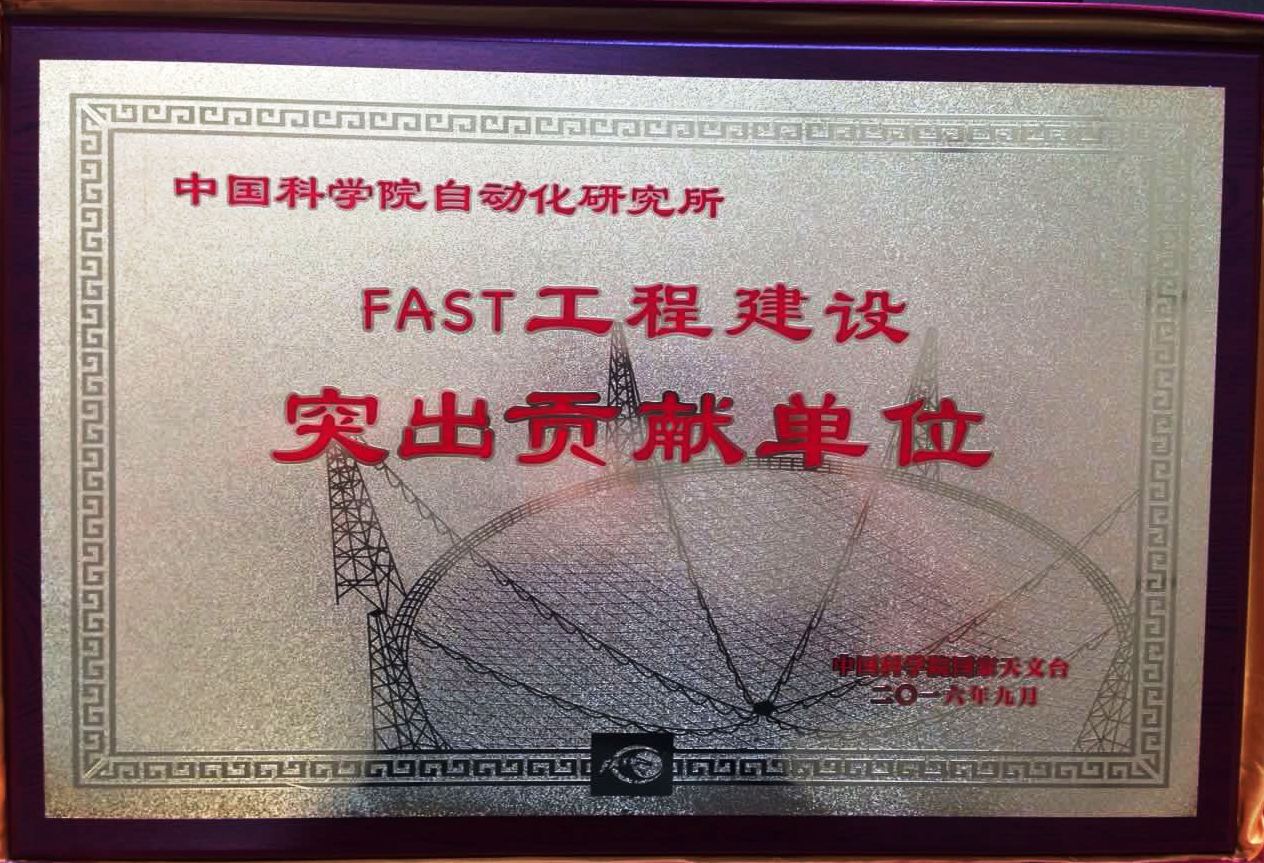 中国科学院自动化研究所
FAST工程建设
突出贡献单位
中国科学院国家天文台
二〇一六年九月